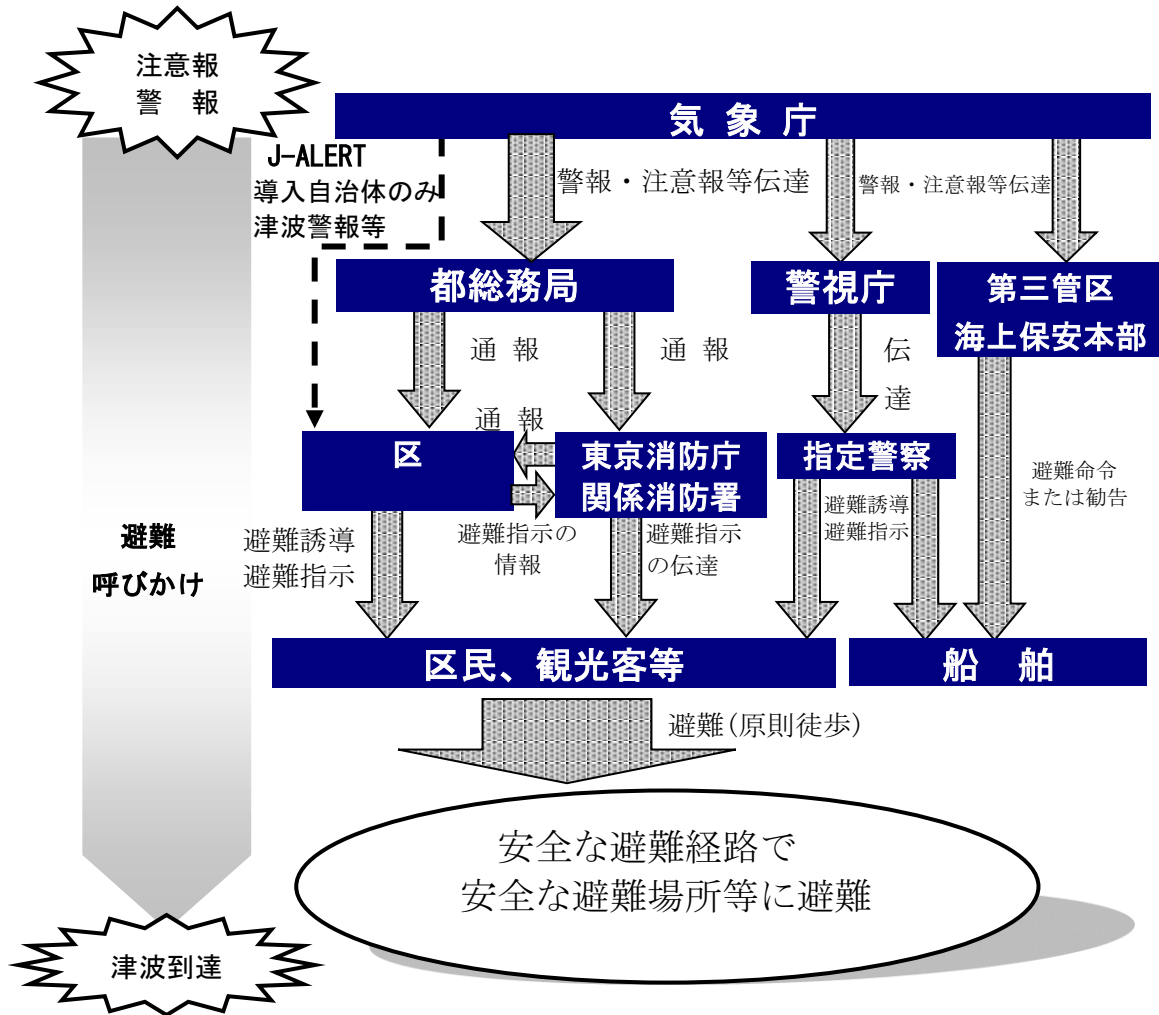 注意報
警　報
気 象 庁
J-ALERT
導入自治体のみ
津波警報等
警報・注意報等伝達
警報・注意報等伝達
都総務局
警視庁
第三管区
海上保安本部
通 報
通 報
伝
達
通 報
区
東京消防庁
関係消防署
指定警察
避難命令
または勧告
避難
呼びかけ
避難誘導
避難指示
避難指示の
情報
避難指示
の伝達
避難誘導
避難指示
区民、観光客等
船　舶
避難(原則徒歩)
安全な避難経路で
安全な避難場所等に避難
津波到達